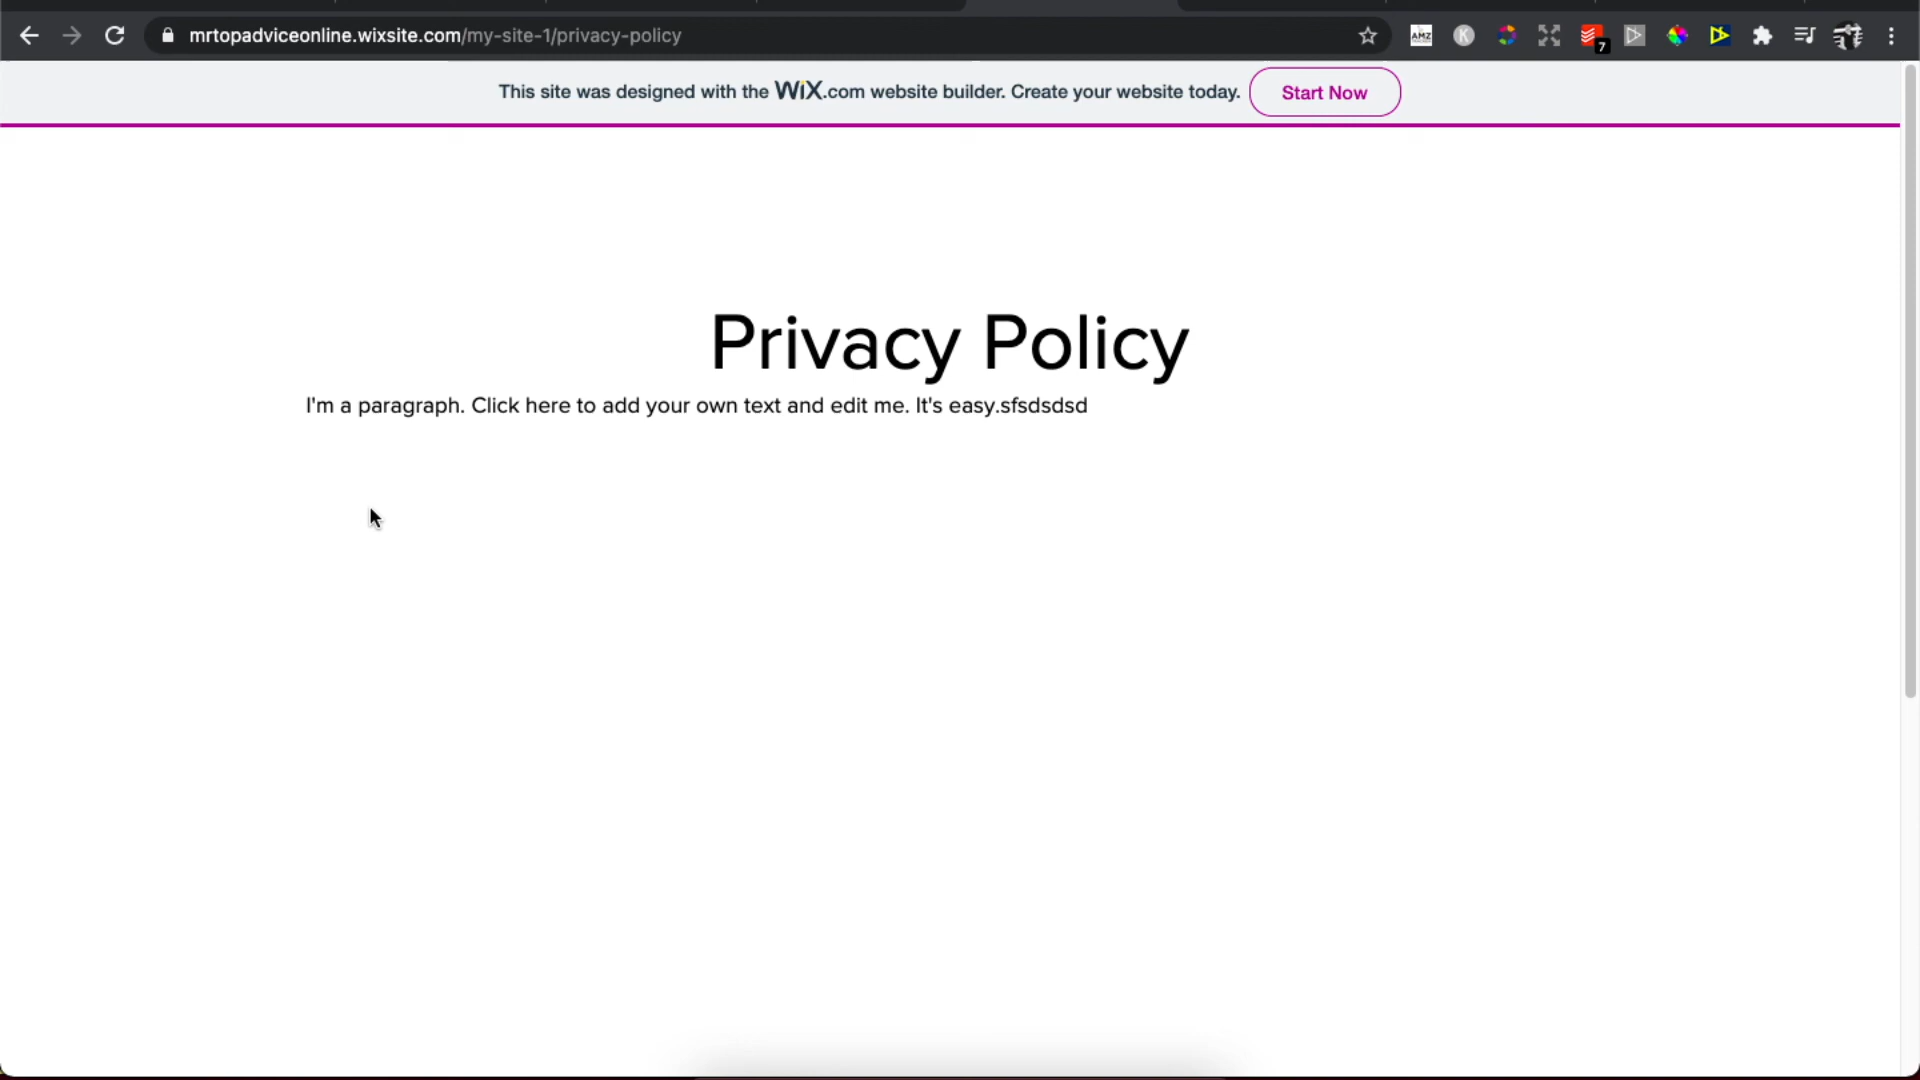 mrtopadviceonline.wixsite.com/my-site-1/privacy-policy
AMZ
K
7
This site was designed with the WiX.com website builder. Create your website today.
Start Now
Privacy Policy
I'm a paragraph. Click here to add your own text and edit me. It's easy.sfsdsdsd